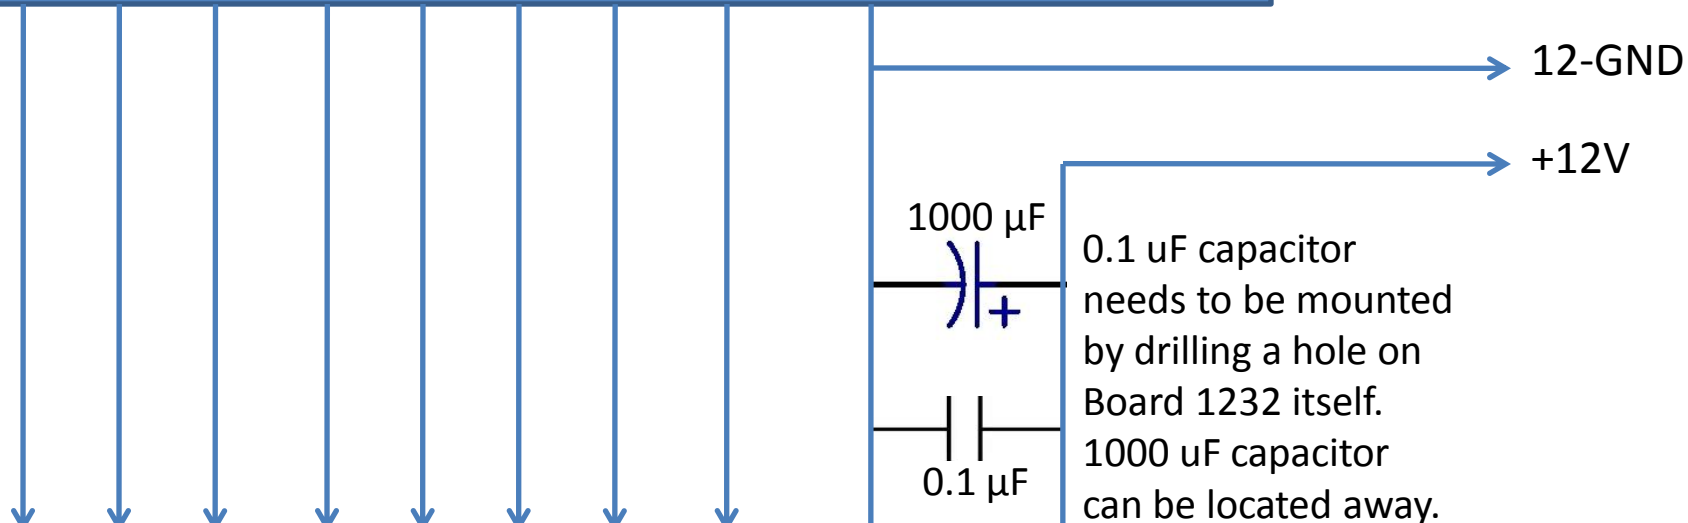 12-GND
+12V
1000 µF
0.1 uF capacitor
needs to be mounted
by drilling a hole on
Board 1232 itself.
1000 uF capacitor
can be located away.
+
0.1 µF